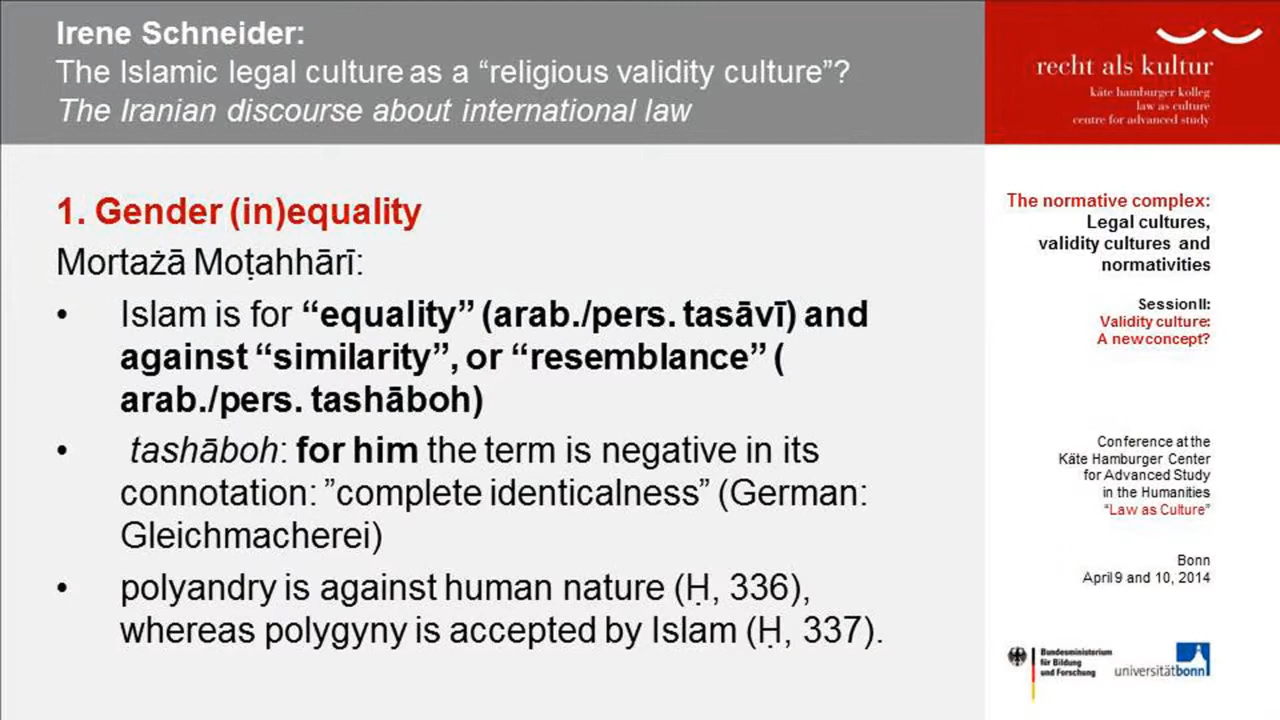 Irene Schneider:
The Islamic legal culture as a “religious validity culture”?
The Iranian discourse about international law
recht als kultur
käte hamburger kolleg
law as culture
centre for advanced study
1. Gender (in)equality
Mortażā Moṭahhārī:
• Islam is for “equality” (arab./pers. tasāvī) and
against “similarity”, or “resemblance” (
arab./pers. tashāboh)
• tashāboh: for him the term is negative in its
connotation: ”complete identicalness” (German:
Gleichmacherei)
• polyandry is against human nature (Ḥ, 336),
whereas polygyny is accepted by Islam (Ḥ, 337).
The normative complex:
Legal cultures,
validity cultures and
normativities
Session II:
Validity culture:
A new concept?
Conference at the
Käte Hamburger Center
for Advanced Study
in the Humanities
“Law as Culture”
Bonn
April 9 and 10, 2014
Bundesministerium
für Bildung
und Forschung
universitätbonn